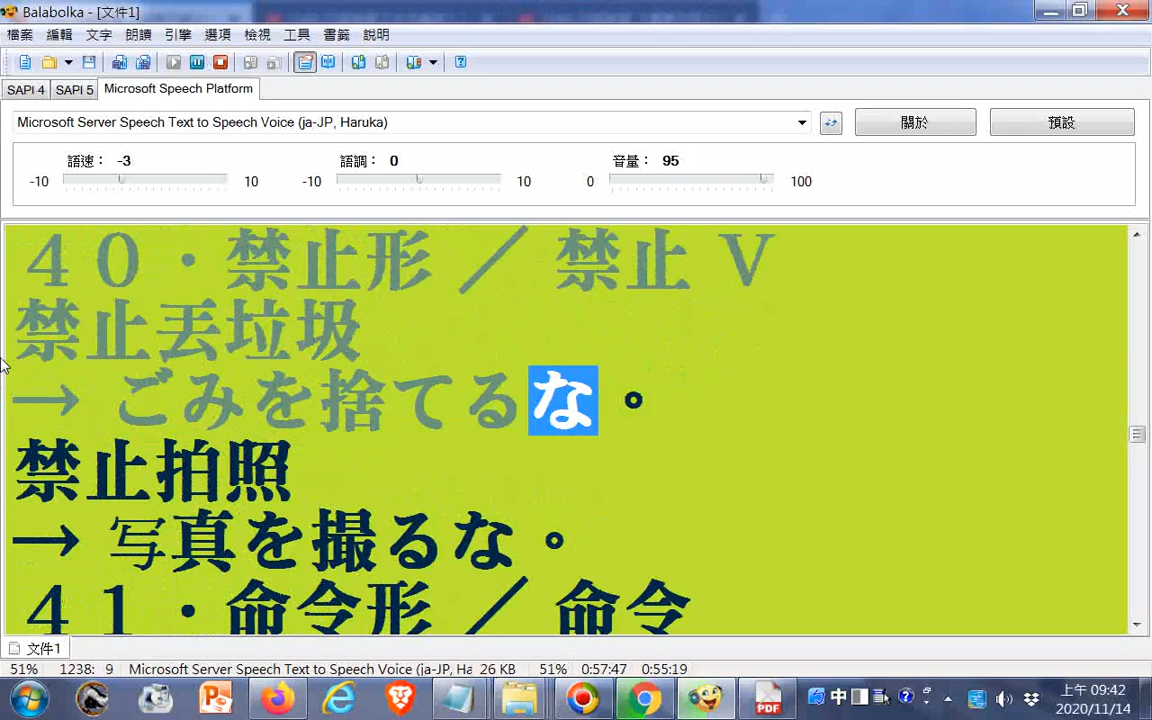 Balabolka - [文件1]
檔案 編輯 文字 朗讀 引擎 選項 檢視 工具 書籤 說明
SAPI 4 SAPI 5 Microsoft Speech Platform
Microsoft Server Speech Text to Speech Voice (ja-JP, Haruka) 關於 預設
語速： -3 語調： 0 音量： 95
-10 10 -10 10 0 100
４０．禁止形 ／ 禁止 V
禁止丟垃圾
→ ごみを捨てるな。
禁止拍照
→ 写真を撮るな。
４１．命令形 ／ 命令
文件1
51% 1238: 9 Microsoft Server Speech Text to Speech Voice (ja-JP, Ha 26 KB 51% 0:57:47 0:55:19
中 上午 09:42
PDF 2020/11/14